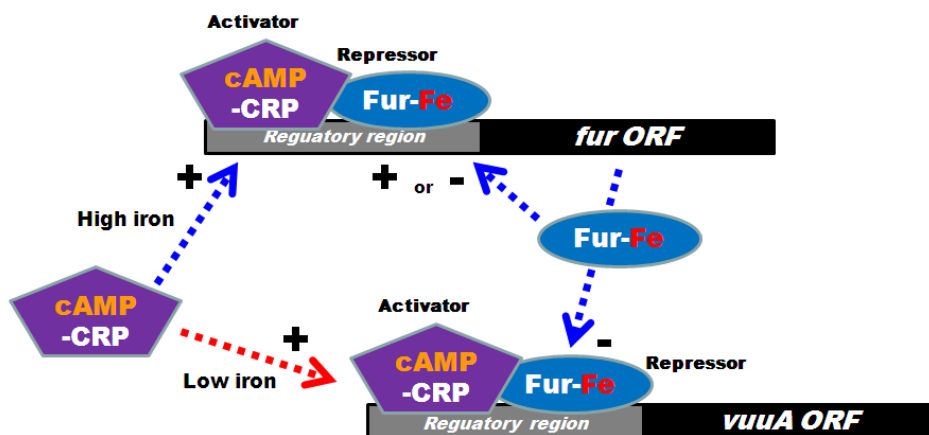 Activator
Repressor
cAMP
-CRP
Fur-Fe
Reguatory region
fur ORF
+
+ or -
High iron
Fur-Fe
cAMP
-CRP
Activator
+
-
Low iron
cAMP
-CRP
Fur-Fe
Repressor
Reguatory region
vuuA ORF